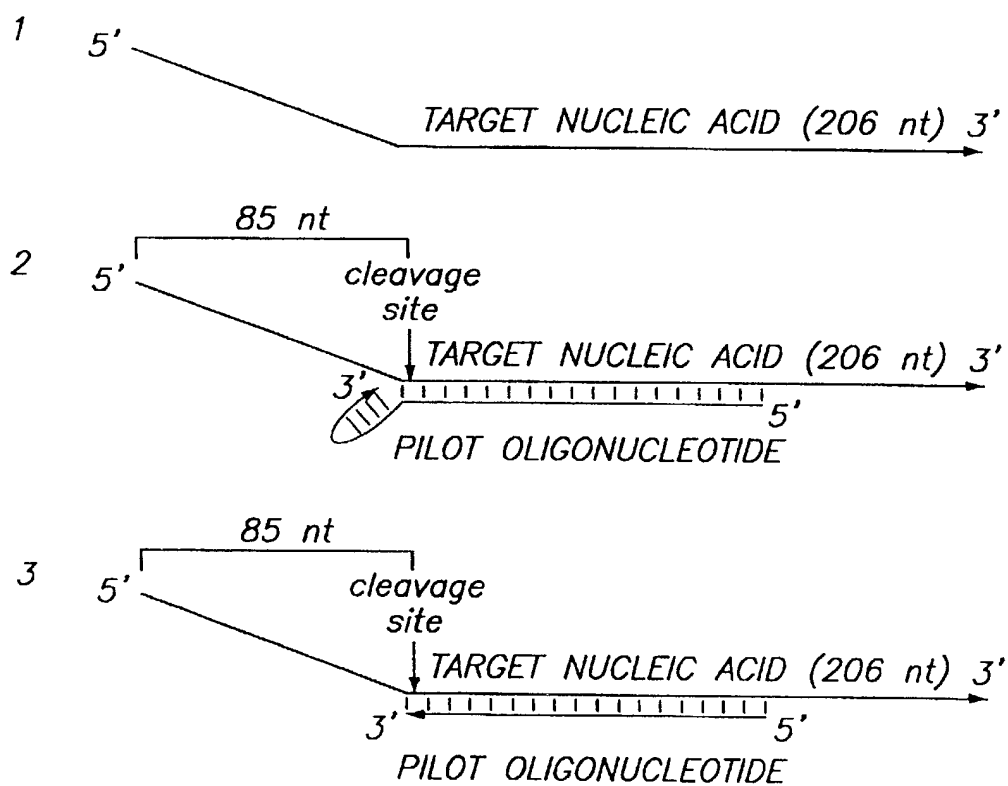 1
5'
TARGET NUCLEIC ACID (206 nt) 3'
85 nt
2
5'
cleavage
site
TARGET NUCLEIC ACID (206 nt) 3'
3'
5'
PILOT OLIGONUCLEOTIDE
85 nt
3
5'
cleavage
site
TARGET NUCLEIC ACID (206 nt) 3'
3'
5'
PILOT OLIGONUCLEOTIDE